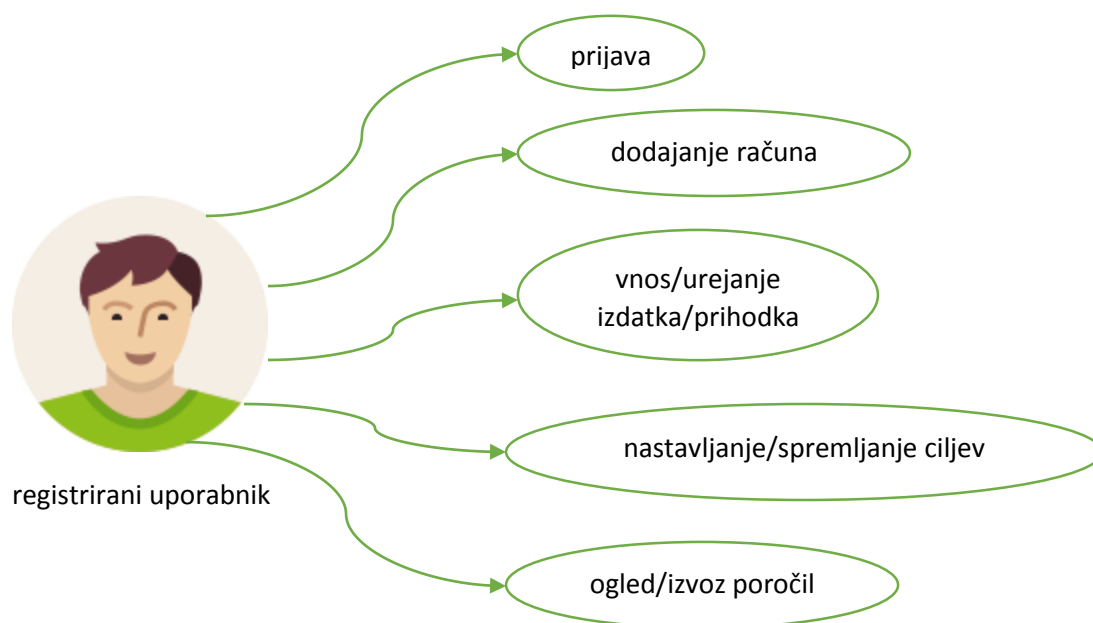 prijava
dodajanje računa
vnos/urejanje
izdatka/prihodka
nastavljanje/spremljanje ciljev
registrirani uporabnik
ogled/izvoz poročil